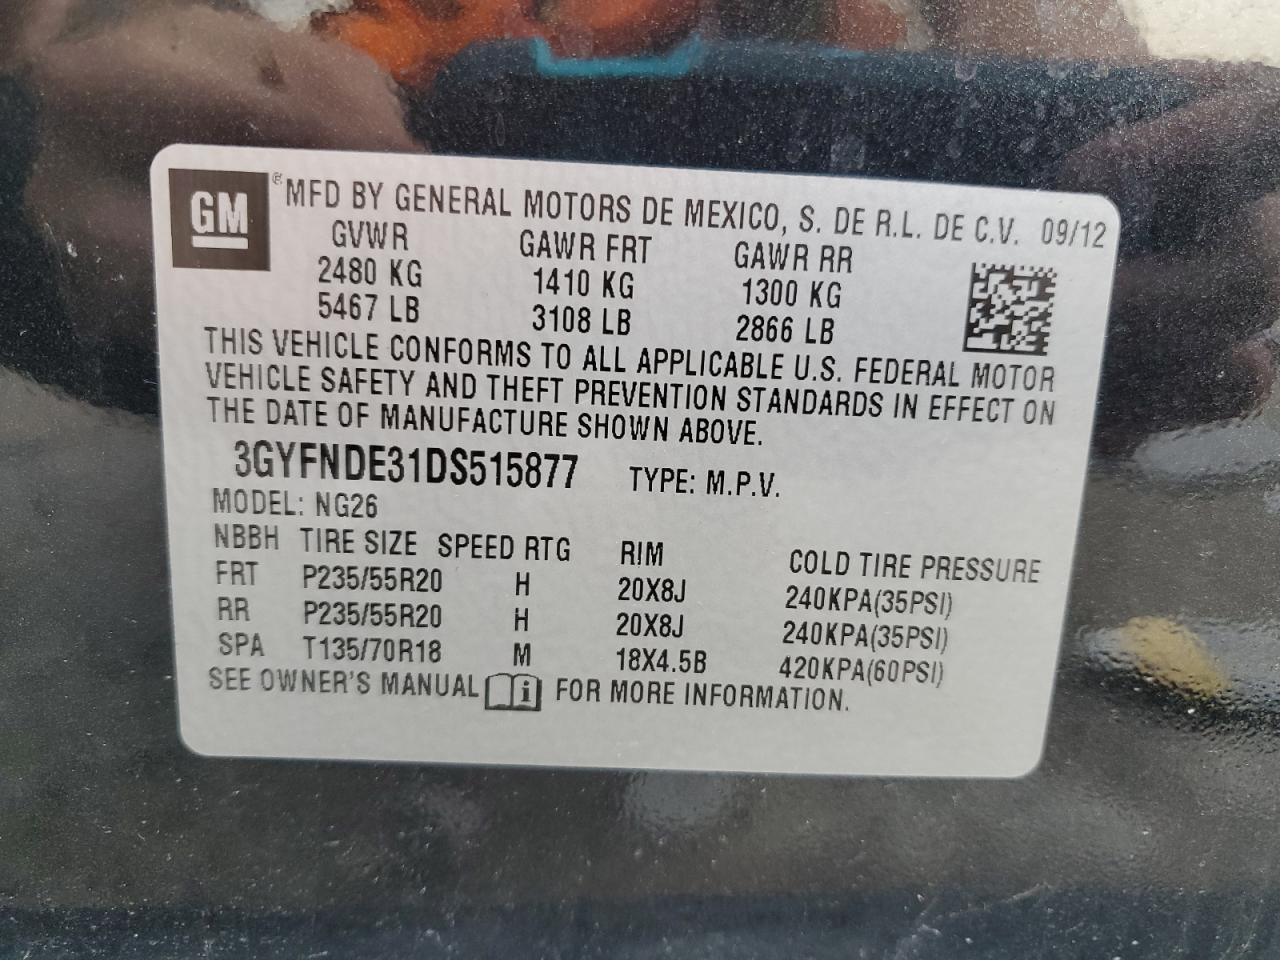 GM ® MFD BY GENERAL MOTORS DE MEXICO, S. DE R.L. DE C.V. 09/12
GVWR GAWR FRT GAWR RR
2480 KG 1410 KG 1300 KG
5467 LB 3108 LB 2866 LB
THIS VEHICLE CONFORMS TO ALL APPLICABLE U.S. FEDERAL MOTOR
VEHICLE SAFETY AND THEFT PREVENTION STANDARDS IN EFFECT ON
THE DATE OF MANUFACTURE SHOWN ABOVE.
3GYFNDE31DS515877 TYPE: M.P.V.
MODEL: NG26
NBBH TIRE SIZE SPEED RTG RIM COLD TIRE PRESSURE
FRT P235/55R20 H 20X8J 240KPA(35PSI)
RR P235/55R20 H 20X8J 240KPA(35PSI)
SPA T135/70R18 M 18X4.5B 420KPA(60PSI)
SEE OWNER'S MANUAL i FOR MORE INFORMATION.